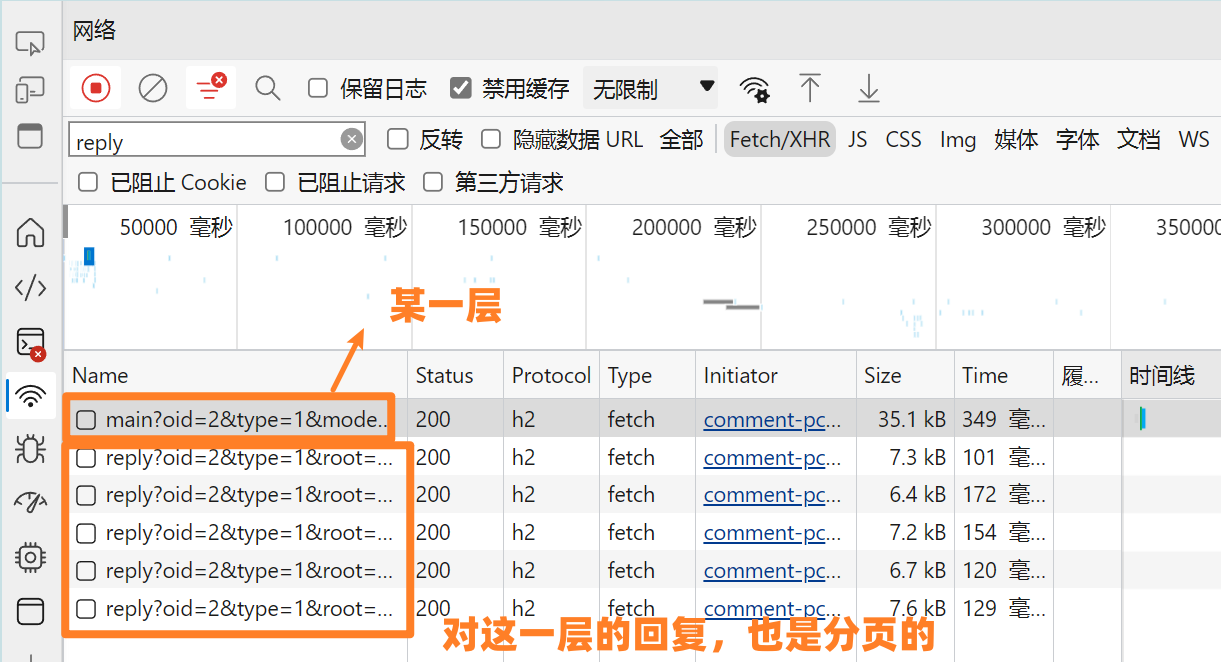 网络
保留日志 禁用缓存 无限制
reply 反转 隐藏数据 URL 全部 Fetch/XHR JS CSS Img 媒体 字体 文档 WS
已阻止 Cookie 已阻止请求 第三方请求
50000 毫秒 100000 毫秒 150000 毫秒 200000 毫秒 250000 毫秒 300000 毫秒 350000
某一层
Name Status Protocol Type Initiator Size Time 履... 时间线
main?oid=2&type=1&mode... 200 h2 fetch comment-pc... 35.1 kB 349 毫...
reply?oid=2&type=1&root=... 200 h2 fetch comment-pc... 7.3 kB 101 毫...
reply?oid=2&type=1&root=... 200 h2 fetch comment-pc... 6.4 kB 172 毫...
reply?oid=2&type=1&root=... 200 h2 fetch comment-pc... 7.2 kB 154 毫...
reply?oid=2&type=1&root=... 200 h2 fetch comment-pc... 6.7 kB 120 毫...
reply?oid=2&type=1&root=... 200 h2 fetch comment-pc... 7.6 kB 129 毫...
对这一层的回复，也是分页的